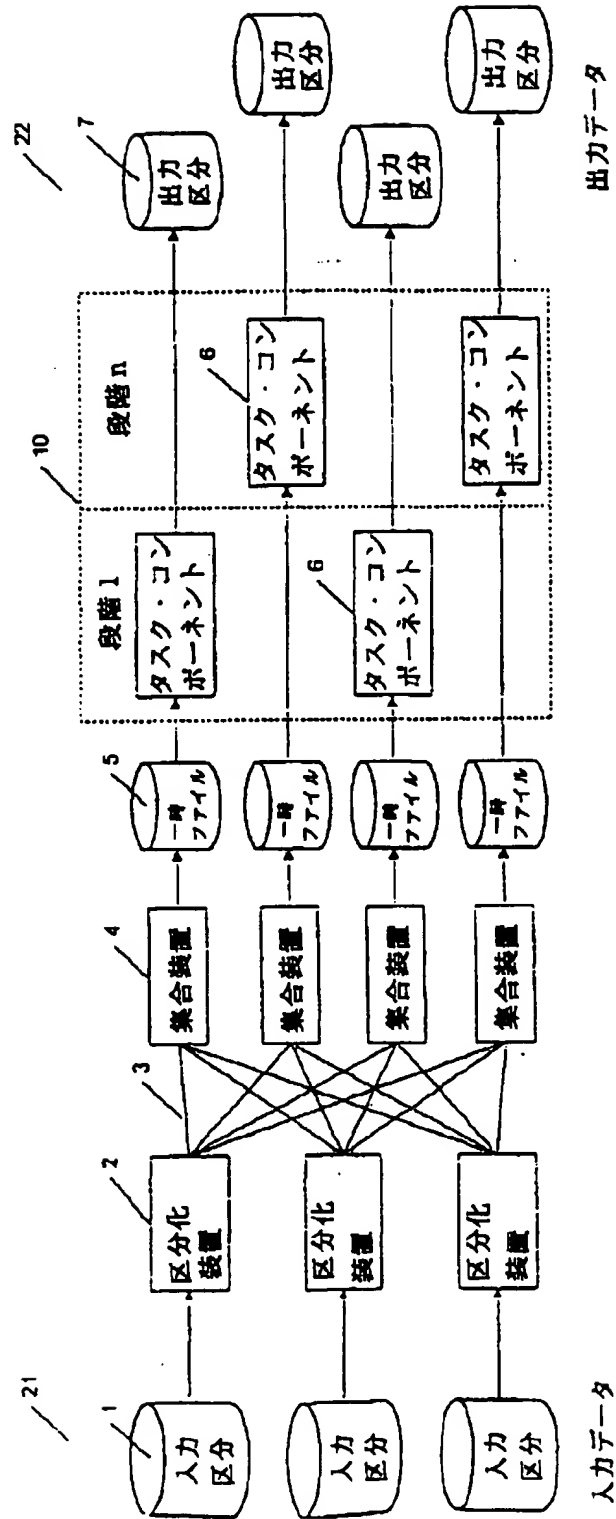 21
1
入力
区分
入力
区分
入力
区分
入力データ
2
区分化
装置
区分化
装置
区分化
装置
3
4
集合装置
集合装置
集合装置
集合装置
5
一時
ファイル
一時
ファイル
一時
ファイル
一時
ファイル
10
段階1
タスク・コン
ポーネント
6
タスク・コン
ポーネント
段階n
6
タスク・コン
ポーネント
タスク・コン
ポーネント
22
7
出力
区分
出力
区分
出力
区分
出力
区分
出力データ